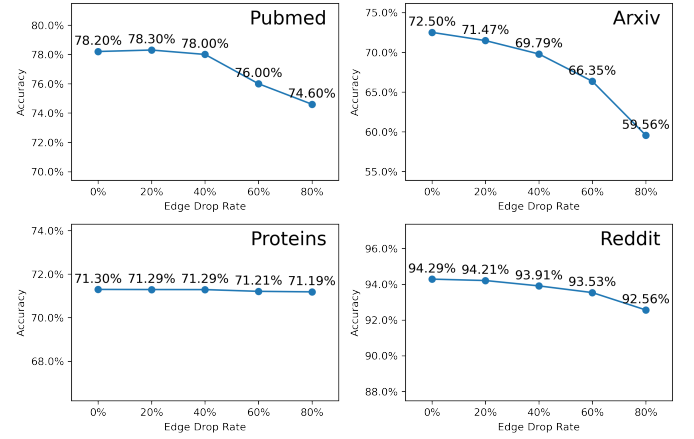 Pubmed
80.0%
78.0%
76.0%
74.0%
72.0%
70.0%
Accuracy
78.20% 78.30% 78.00% 76.00% 74.60%
0% 20% 40% 60% 80%
Edge Drop Rate
Arxiv
75.0%
70.0%
65.0%
60.0%
55.0%
Accuracy
72.50% 71.47% 69.79% 66.35% 59.56%
0% 20% 40% 60% 80%
Edge Drop Rate
Proteins
74.0%
72.0%
70.0%
68.0%
Accuracy
71.30% 71.29% 71.29% 71.21% 71.19%
0% 20% 40% 60% 80%
Edge Drop Rate
Reddit
96.0%
94.0%
92.0%
90.0%
88.0%
Accuracy
94.29% 94.21% 93.91% 93.53% 92.56%
0% 20% 40% 60% 80%
Edge Drop Rate